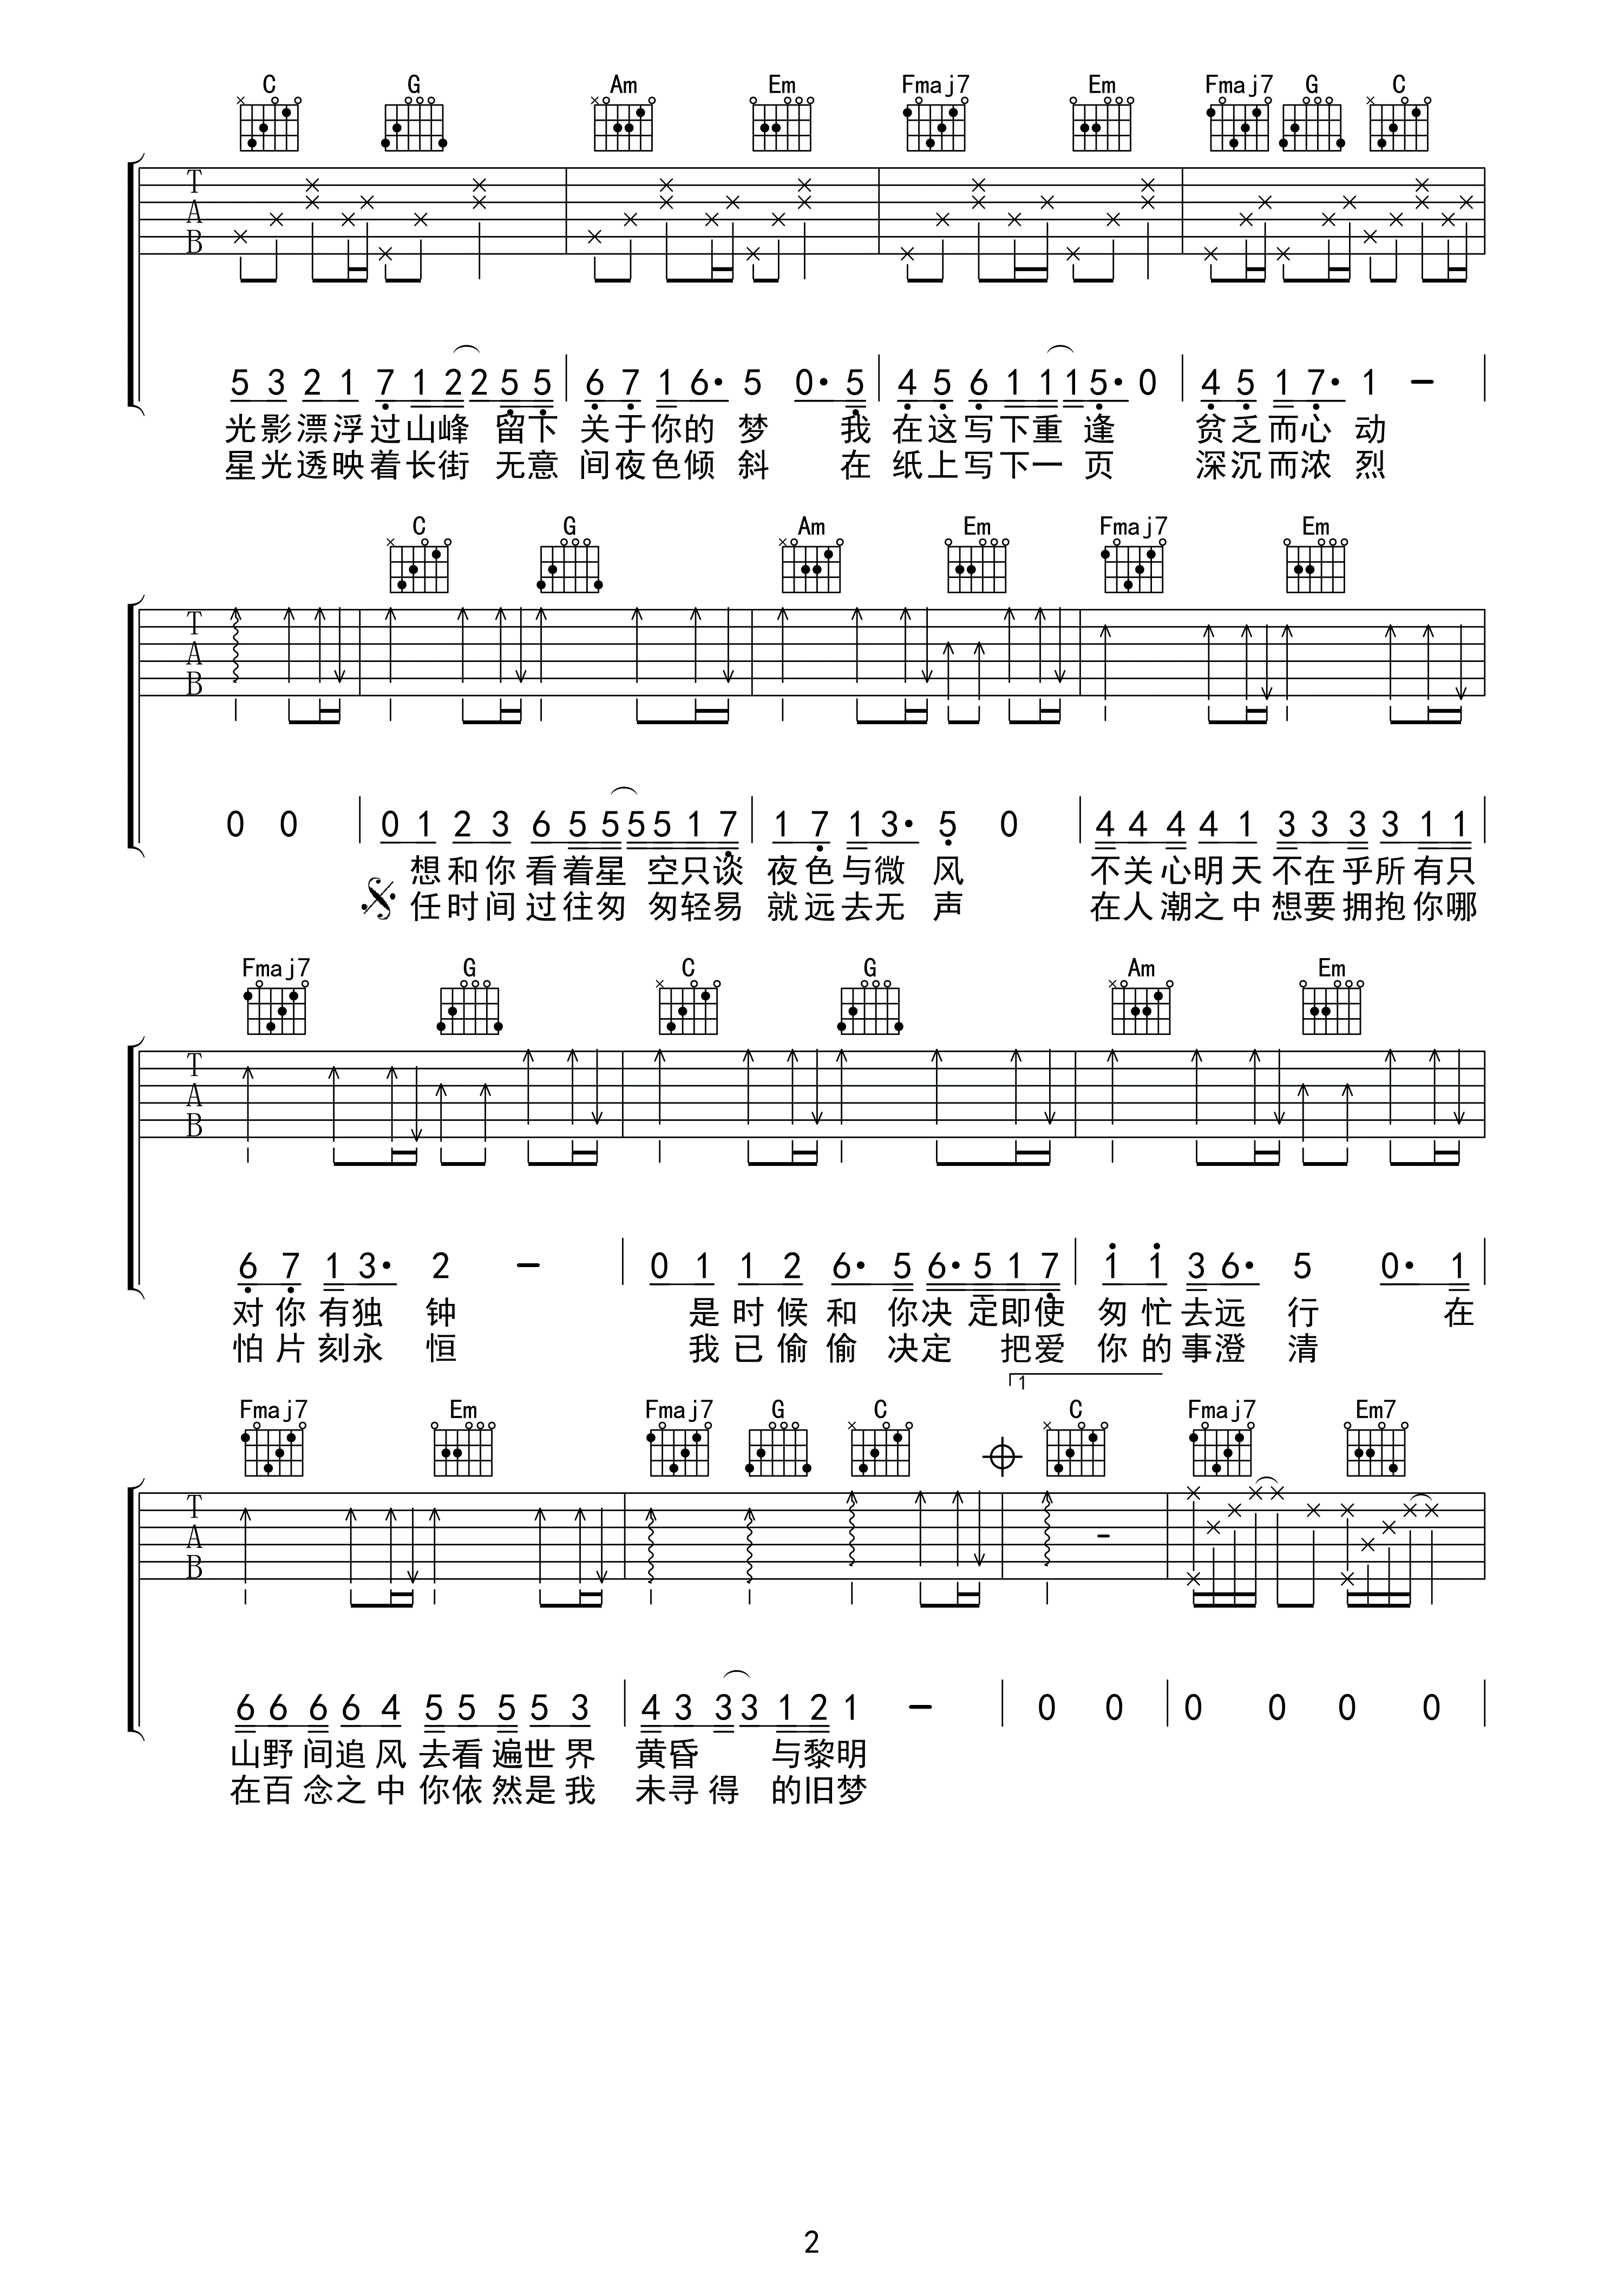 C G Am Em Fmaj7 Em Fmaj7 G C
T
A
B
5 3 2 1 7 1 2 2 5 5 | 6 7 1 6· 5 0· 5 | 4 5 6 1 1 1 5· 0 | 4 5 1 7· 1 – |
光影漂浮过山峰 留下 关于你的 梦 我 在这写下重 逢 贫乏而心 动
星光透映着长街 无意 间夜色倾 斜 在 纸上写下一 页 深沉而浓 烈
C G Am Em Fmaj7 Em
T
A
B
0 0 | 0 1 2 3 6 5 5 5 5 1 7 | 1 7 1 3· 5 0 | 4 4 4 4 1 3 3 3 3 1 1 |
想和你看着星 空只谈 夜色与微 风 不关心明天不在乎所有只
任时间过往匆 匆轻易 就远去无 声 在人潮之中想要拥抱你哪
Fmaj7 G C G Am Em
T
A
B
6 7 1 3· 2 – | 0 1 1 2 6· 5 6· 5 1 7 | 1 1 3 6· 5 0· 1
对你有独 钟 是时候和 你决 定即使 匆忙去远 行 在
怕片刻永 恒 我已偷偷 决定 把爱 你的事澄 清
1
Fmaj7 Em Fmaj7 G C C Fmaj7 Em7
T
A
B
6 6 6 6 4 5 5 5 5 3 | 4 3 3 3 1 2 1 – | 0 0 | 0 0 0 0 |
山野间追风去看遍世界 黄昏 与黎明
在百念之中你依然是我 未寻得 的旧梦
2